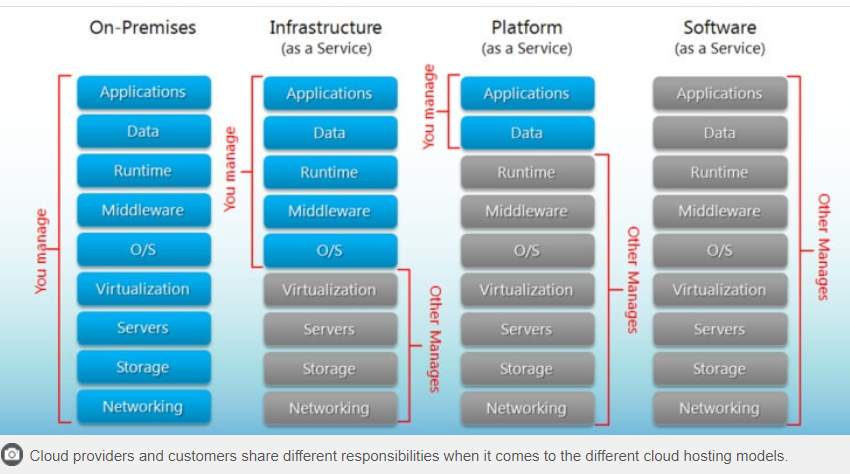 On-Premises
Infrastructure
(as a Service)
Platform
(as a Service)
Software
(as a Service)
You manage
Applications
Data
Runtime
Middleware
O/S
Virtualization
Servers
Storage
Networking
You manage
Applications
Data
Runtime
Middleware
O/S
Virtualization
Servers
Storage
Networking
Other Manages
You manage
Applications
Data
Runtime
Middleware
O/S
Virtualization
Servers
Storage
Networking
Other Manages
Applications
Data
Runtime
Middleware
O/S
Virtualization
Servers
Storage
Networking
Other Manages
Cloud providers and customers share different responsibilities when it comes to the different cloud hosting models.